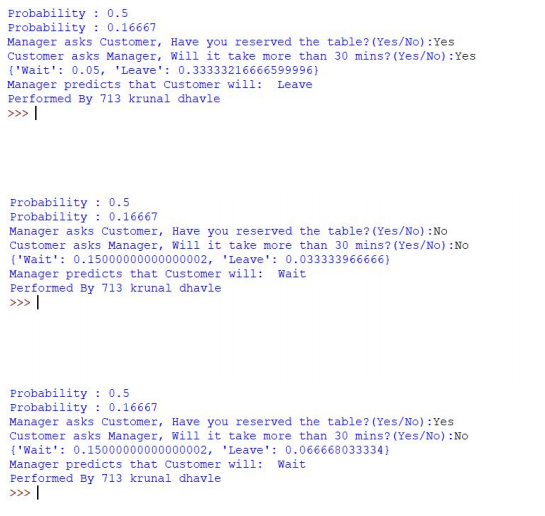 Probability : 0.5
Probability : 0.16667
Manager asks Customer, Have you reserved the table?(Yes/No):Yes
Customer asks Manager, Will it take more than 30 mins?(Yes/No):Yes
{'Wait': 0.05, 'Leave': 0.33333216666599996}
Manager predicts that Customer will:  Leave
Performed By 713 krunal dhavle
>>>
Probability : 0.5
Probability : 0.16667
Manager asks Customer, Have you reserved the table?(Yes/No):No
Customer asks Manager, Will it take more than 30 mins?(Yes/No):No
{'Wait': 0.15000000000000002, 'Leave': 0.033333966666}
Manager predicts that Customer will:  Wait
Performed By 713 krunal dhavle
>>>
Probability : 0.5
Probability : 0.16667
Manager asks Customer, Have you reserved the table?(Yes/No):Yes
Customer asks Manager, Will it take more than 30 mins?(Yes/No):No
{'Wait': 0.15000000000000002, 'Leave': 0.066668033334}
Manager predicts that Customer will:  Wait
Performed By 713 krunal dhavle
>>>